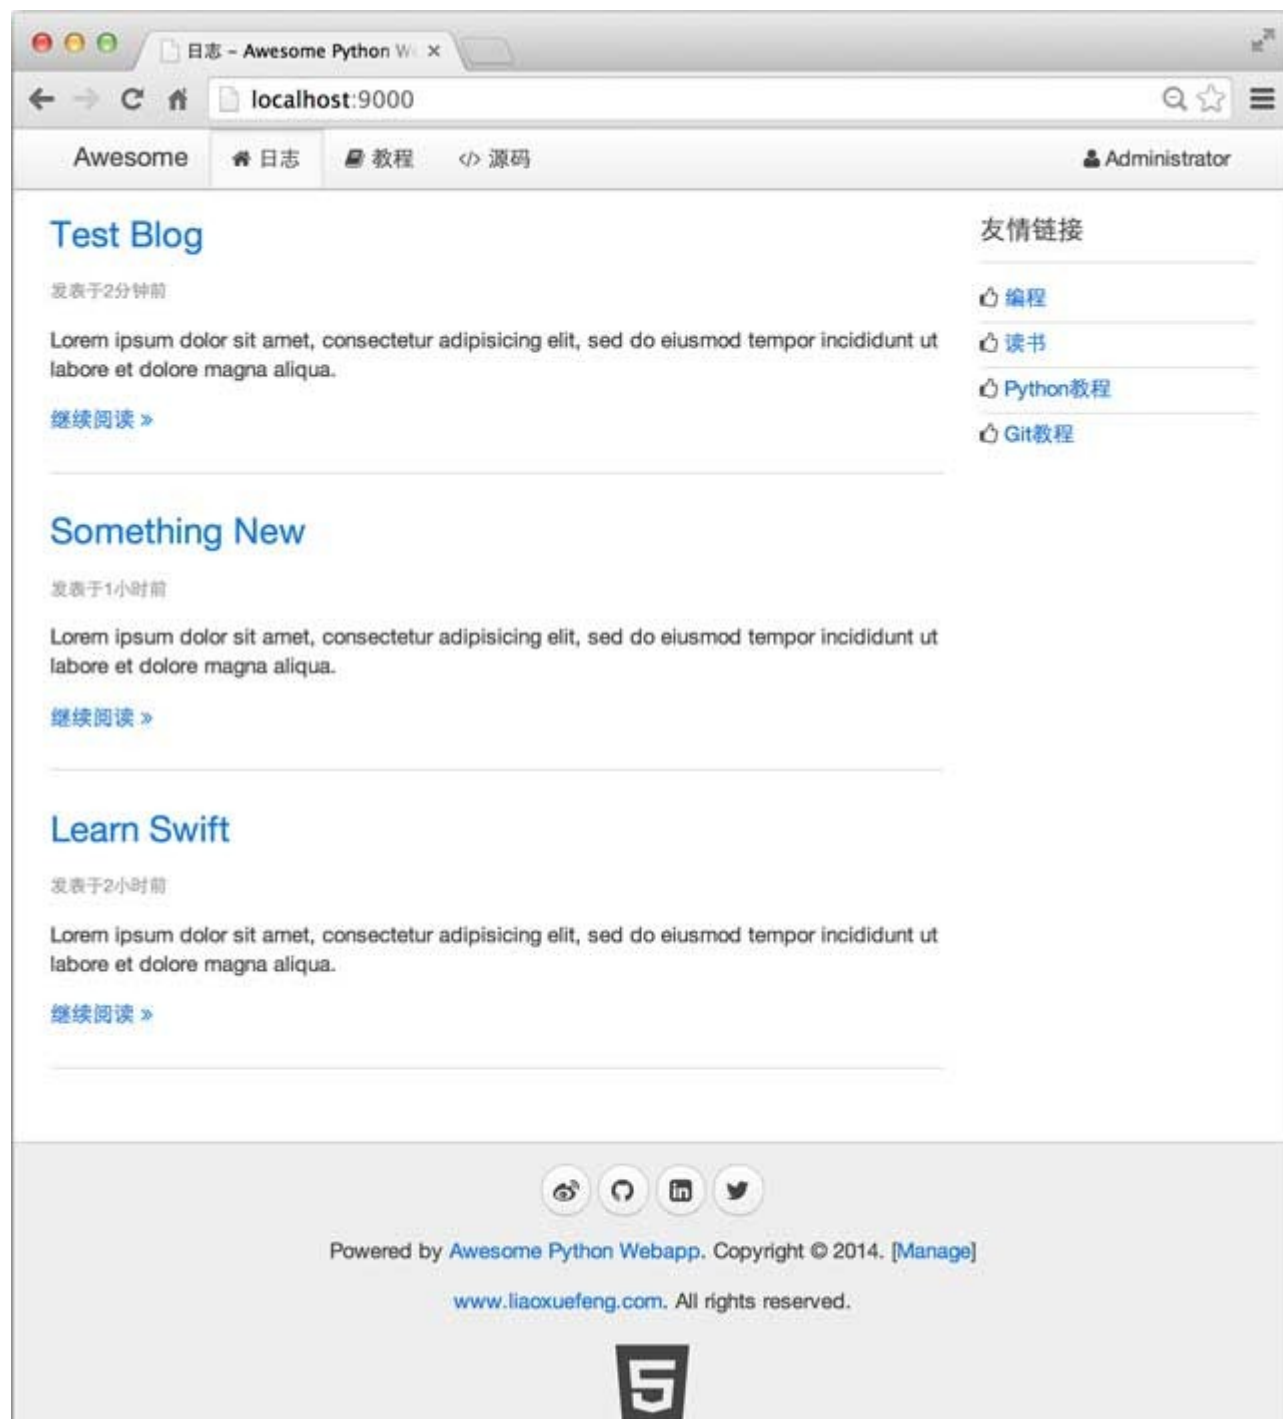 日志 – Awesome Python W
localhost:9000
Awesome 日志 教程 </> 源码 Administrator
Test Blog
发表于2分钟前
Lorem ipsum dolor sit amet, consectetur adipisicing elit, sed do eiusmod tempor incididunt ut
labore et dolore magna aliqua.
继续阅读 »
Something New
发表于1小时前
Lorem ipsum dolor sit amet, consectetur adipisicing elit, sed do eiusmod tempor incididunt ut
labore et dolore magna aliqua.
继续阅读 »
Learn Swift
发表于2小时前
Lorem ipsum dolor sit amet, consectetur adipisicing elit, sed do eiusmod tempor incididunt ut
labore et dolore magna aliqua.
继续阅读 »
友情链接
编程
读书
Python教程
Git教程
Powered by Awesome Python Webapp. Copyright © 2014. [Manage]
www.liaoxuefeng.com. All rights reserved.